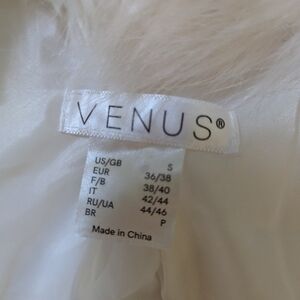 VENUS®
US/GB S
EUR 36/38
F/B 38/40
IT 42/44
RU/UA 44/46
BR P
Made in China